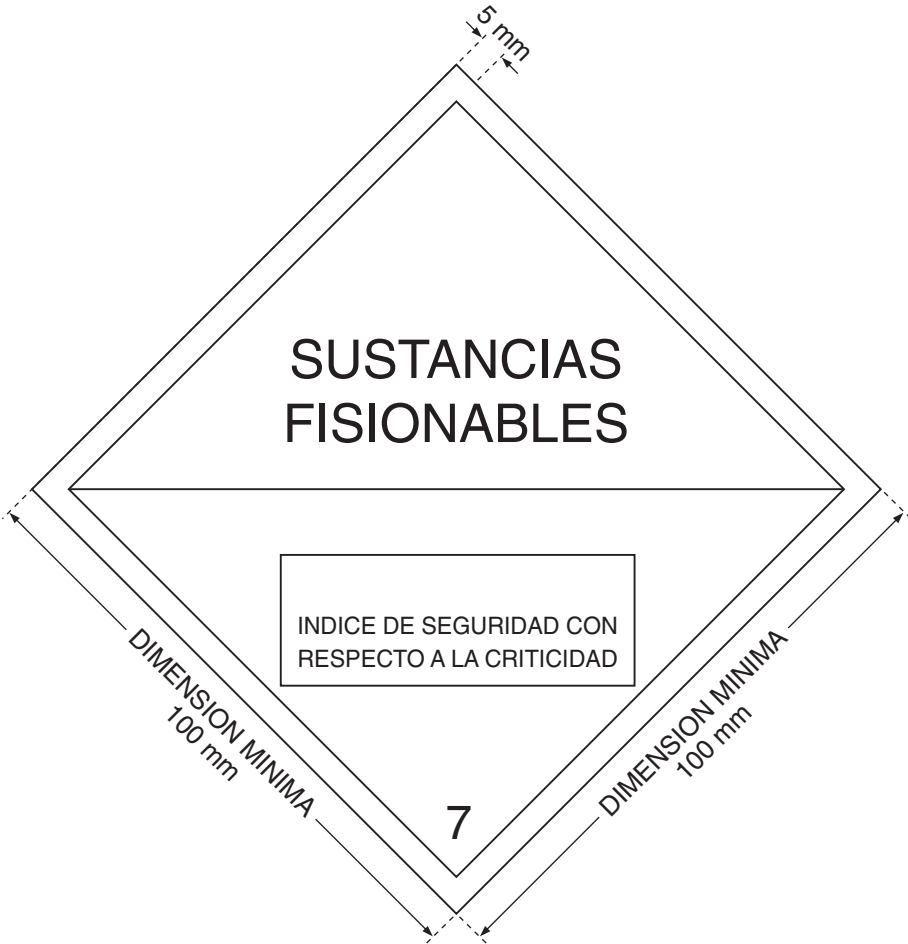 5 mm
SUSTANCIAS
FISIONABLES
INDICE DE SEGURIDAD CON
RESPECTO A LA CRITICIDAD
DIMENSION MINIMA
100 mm
DIMENSION MINIMA
100 mm
7